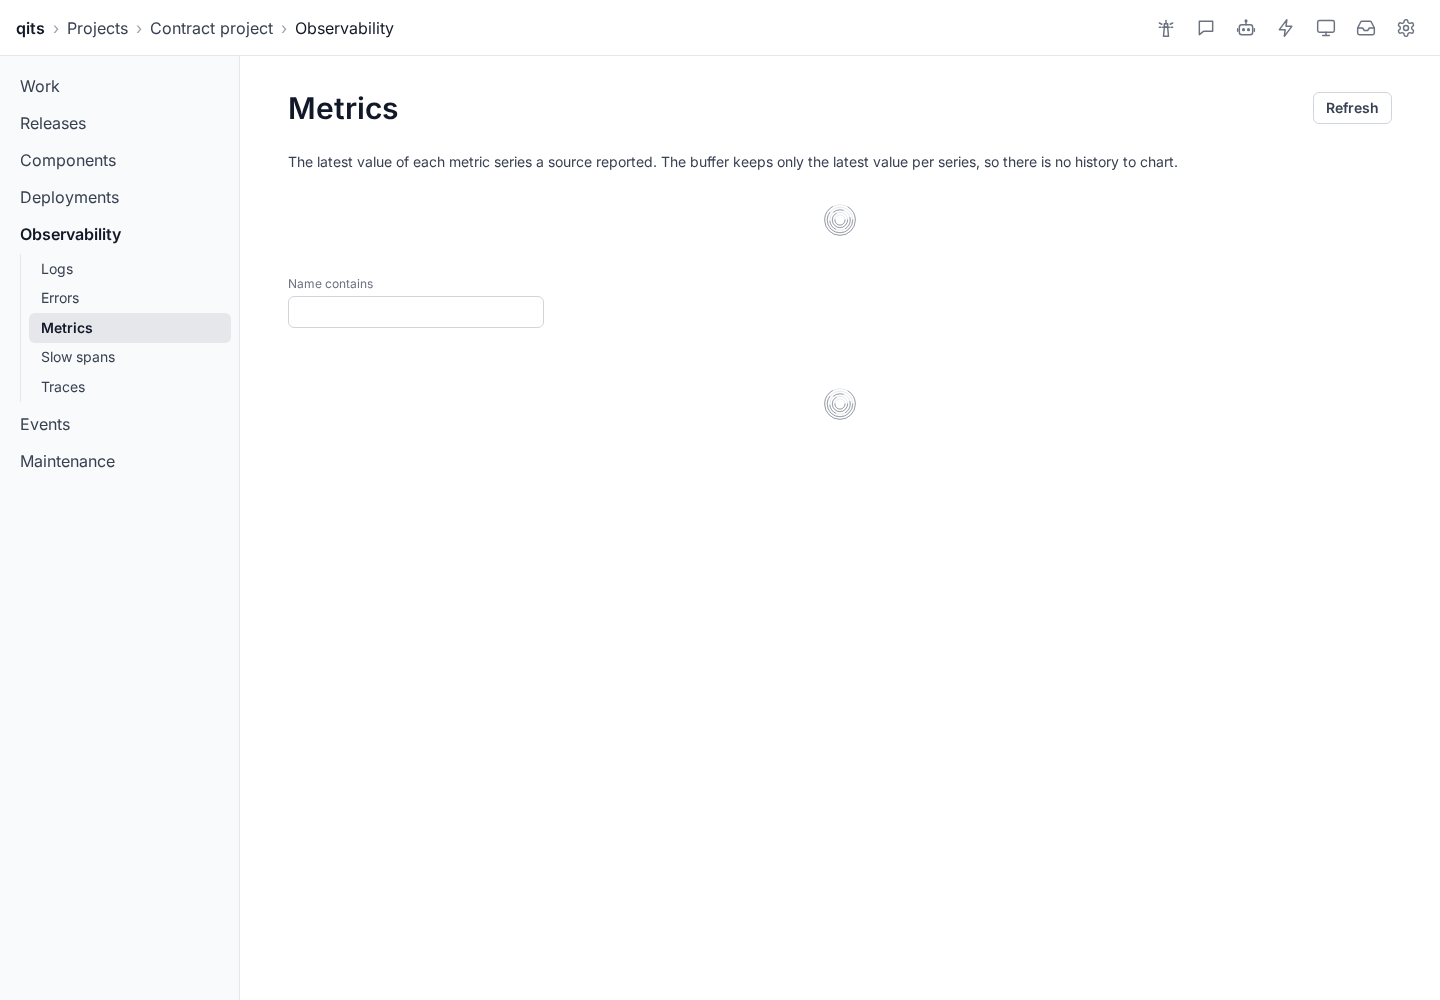 qits › Projects › Contract project › Observability
Work
Releases
Components
Deployments
Observability
Logs
Errors
Metrics
Slow spans
Traces
Events
Maintenance
Metrics
Refresh
The latest value of each metric series a source reported. The buffer keeps only the latest value per series, so there is no history to chart.
Name contains